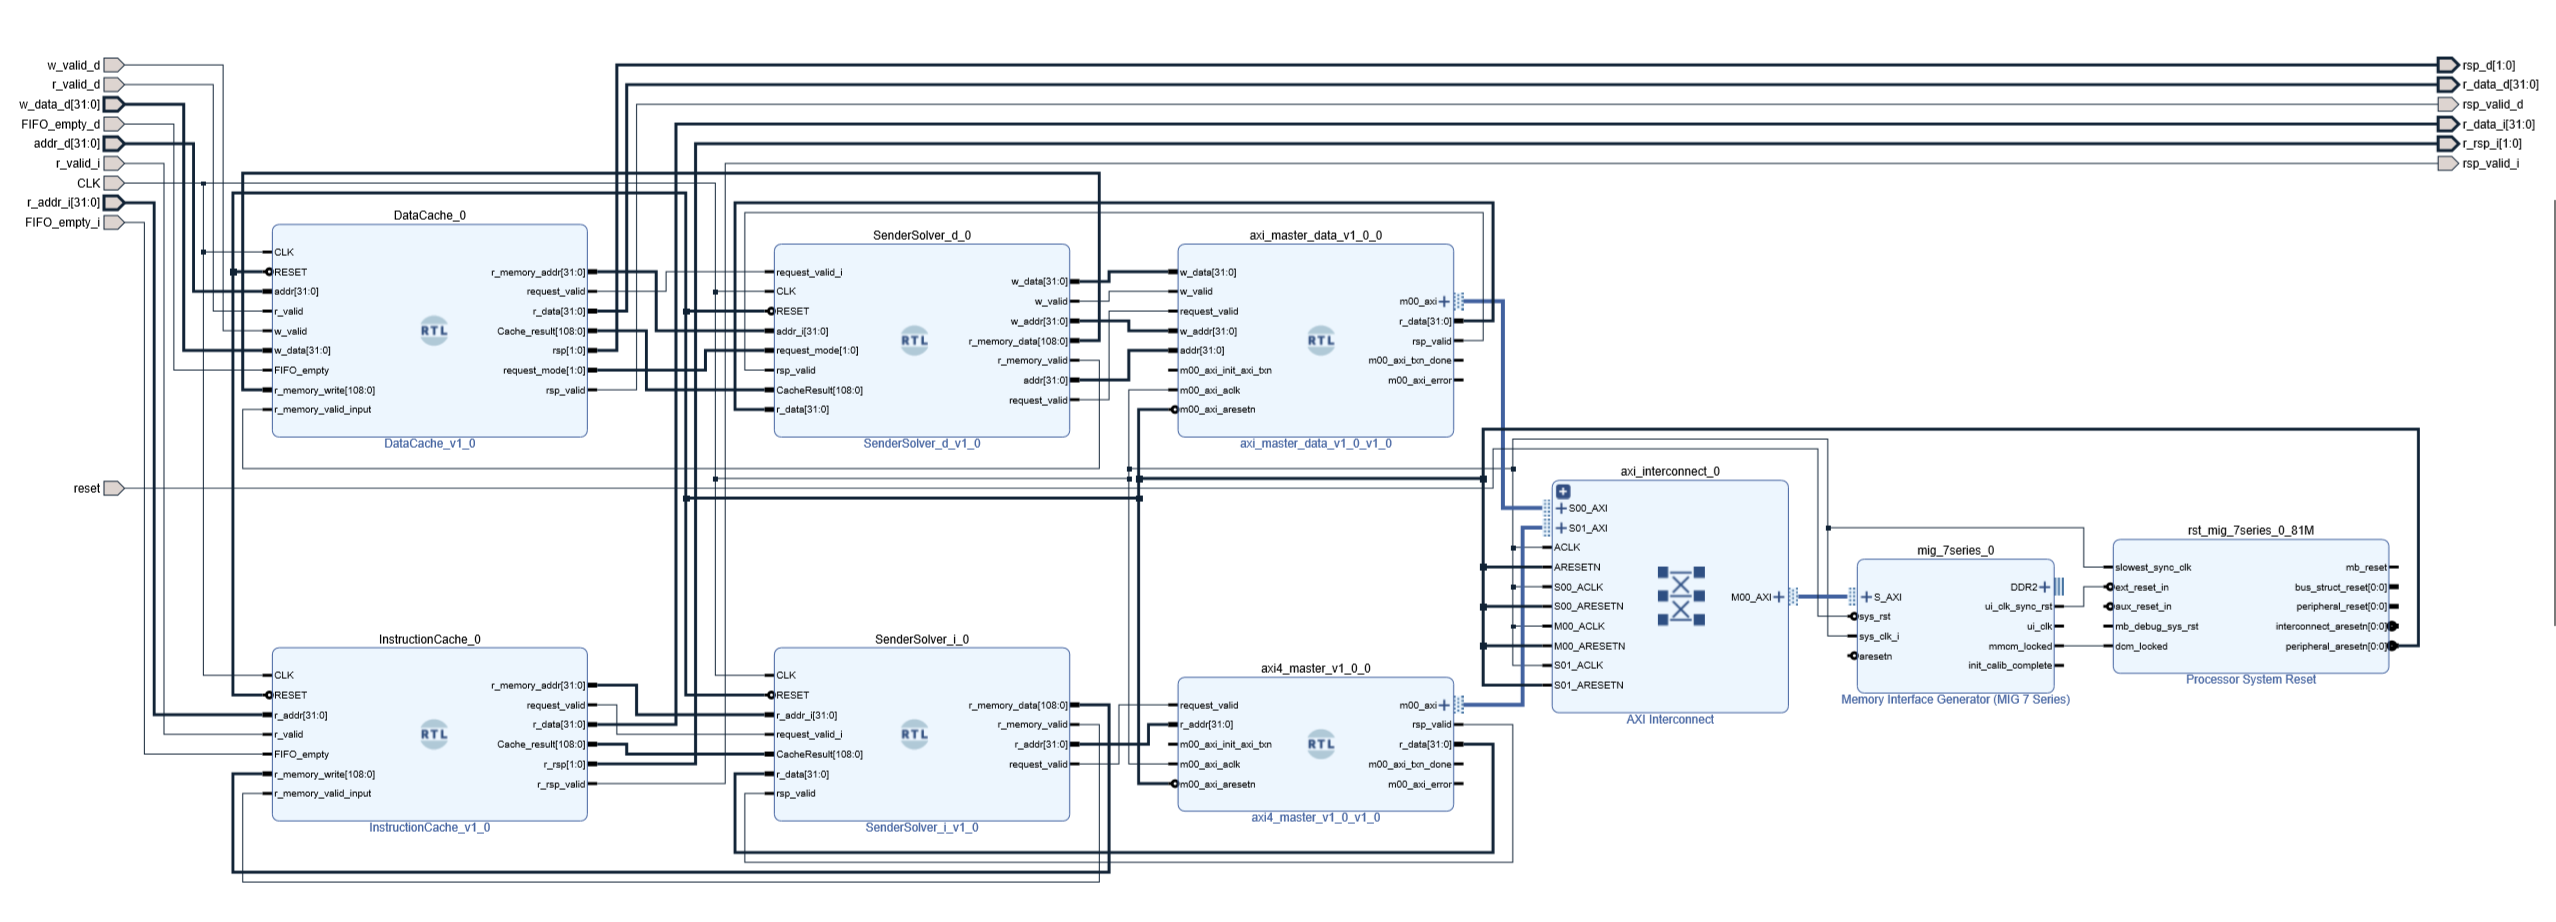 w_valid_d
r_valid_d
w_data_d[31:0]
FIFO_empty_d
addr_d[31:0]
r_valid_i
CLK
r_addr_i[31:0]
FIFO_empty_i
reset
rsp_d[1:0]
r_data_d[31:0]
rsp_valid_d
r_data_i[31:0]
r_rsp_i[1:0]
rsp_valid_i
DataCache_0
CLK
RESET
addr[31:0]
r_valid
w_valid
w_data[31:0]
FIFO_empty
r_memory_write[108:0]
r_memory_valid_input
RTL
r_memory_addr[31:0]
request_valid
r_data[31:0]
Cache_result[108:0]
rsp[1:0]
request_mode[1:0]
rsp_valid
DataCache_v1_0
SenderSolver_d_0
request_valid_i
CLK
RESET
addr_i[31:0]
request_mode[1:0]
rsp_valid
CacheResult[108:0]
r_data[31:0]
RTL
w_data[31:0]
w_valid
w_addr[31:0]
r_memory_data[108:0]
r_memory_valid
addr[31:0]
request_valid
SenderSolver_d_v1_0
axi_master_data_v1_0_0
w_data[31:0]
w_valid
request_valid
w_addr[31:0]
addr[31:0]
m00_axi_init_axi_txn
m00_axi_aclk
m00_axi_aresetn
RTL
m00_axi
r_data[31:0]
rsp_valid
m00_axi_txn_done
m00_axi_error
axi_master_data_v1_0_v1_0
InstructionCache_0
CLK
RESET
r_addr[31:0]
r_valid
FIFO_empty
r_memory_write[108:0]
r_memory_valid_input
RTL
r_memory_addr[31:0]
request_valid
r_data[31:0]
Cache_result[108:0]
r_rsp[1:0]
r_rsp_valid
InstructionCache_v1_0
SenderSolver_i_0
CLK
RESET
r_addr_i[31:0]
request_valid_i
CacheResult[108:0]
r_data[31:0]
rsp_valid
RTL
r_memory_data[108:0]
r_memory_valid
r_addr[31:0]
request_valid
SenderSolver_i_v1_0
axi4_master_v1_0_0
request_valid
r_addr[31:0]
m00_axi_init_axi_txn
m00_axi_aclk
m00_axi_aresetn
RTL
m00_axi
rsp_valid
r_data[31:0]
m00_axi_txn_done
m00_axi_error
axi4_master_v1_0_v1_0
axi_interconnect_0
S00_AXI
S01_AXI
ACLK
ARESETN
S00_ACLK
S00_ARESETN
M00_ACLK
M00_ARESETN
S01_ACLK
S01_ARESETN
M00_AXI
AXI Interconnect
mig_7series_0
S_AXI
sys_rst
sys_clk_i
aresetn
DDR2
ui_clk_sync_rst
ui_clk
mmcm_locked
init_calib_complete
Memory Interface Generator (MIG 7 Series)
rst_mig_7series_0_81M
slowest_sync_clk
ext_reset_in
aux_reset_in
mb_debug_sys_rst
dcm_locked
mb_reset
bus_struct_reset[0:0]
peripheral_reset[0:0]
interconnect_aresetn[0:0]
peripheral_aresetn[0:0]
Processor System Reset